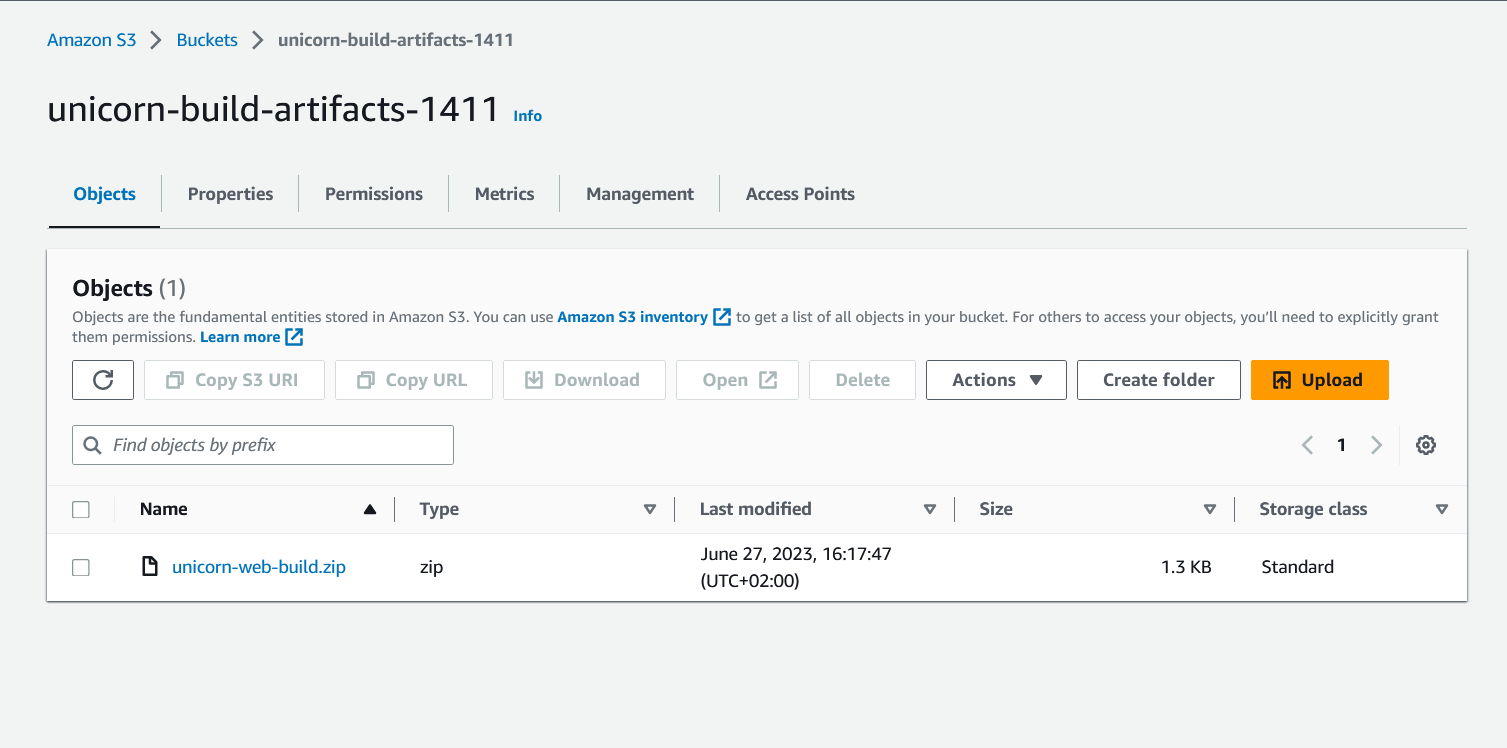 Amazon S3 > Buckets > unicorn-build-artifacts-1411
unicorn-build-artifacts-1411 Info
Objects Properties Permissions Metrics Management Access Points
Objects (1)
Objects are the fundamental entities stored in Amazon S3. You can use Amazon S3 inventory to get a list of all objects in your bucket. For others to access your objects, you’ll need to explicitly grant
them permissions. Learn more
Copy S3 URI Copy URL Download Open Delete Actions Create folder Upload
Find objects by prefix 1
Name Type Last modified Size Storage class
unicorn-web-build.zip zip June 27, 2023, 16:17:47 1.3 KB Standard
(UTC+02:00)